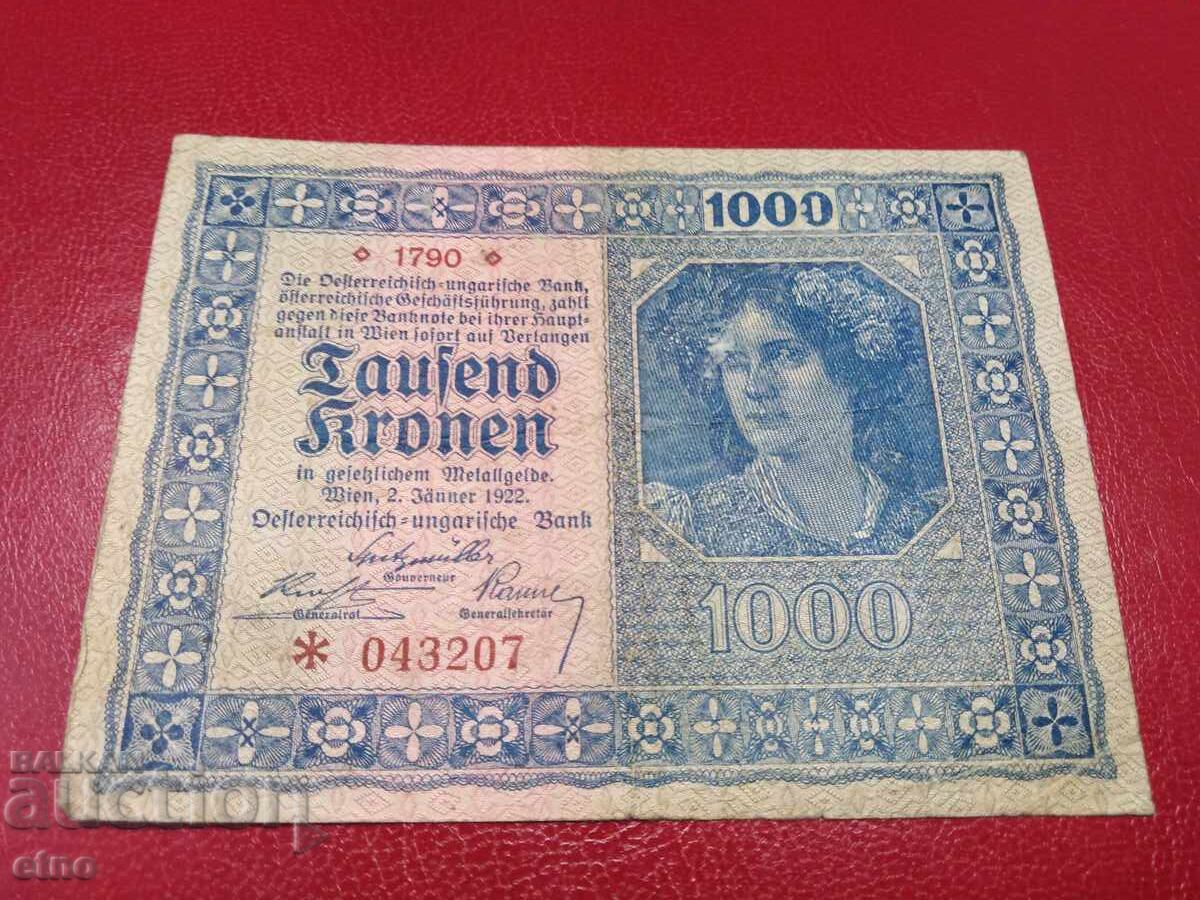 1000
1790
Die Oesterreichisch-ungarische Bank,
österreichische Geschäftsführung, zahlt
gegen diese Banknote bei ihrer Haupt-
anstalt in Wien sofort auf Verlangen
Tausend
Kronen
in gesetzlichem Metallgelde.
Wien, 2. Jänner 1922.
Oesterreichisch-ungarische Bank
Spitzmüller
Gouverneur
Generalrat
Generalsekretär
* 043207
1000
BALKAN
auction
etno